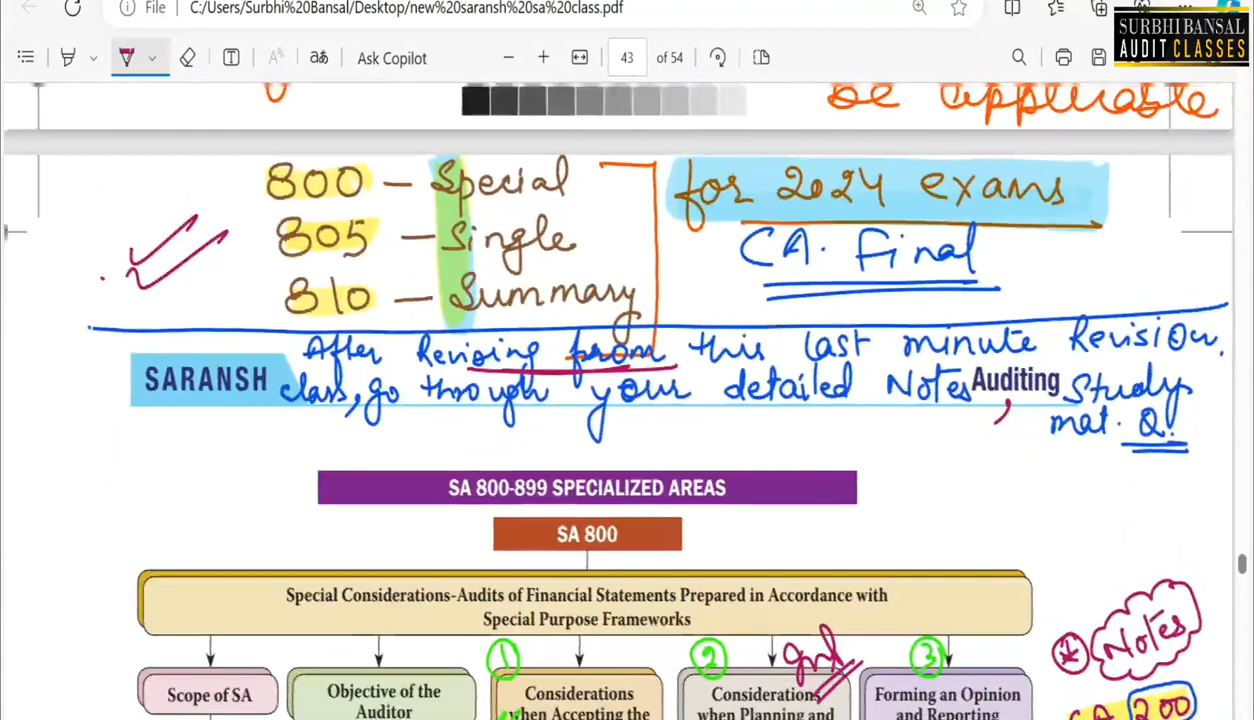 C:/Users/Surbhi%20Bansal/Desktop/new%20saransh%20sa%20class.pdf
SURBHI BANSAL
AUDIT CLASSES
Ask Copilot
43 of 54
be applicable
800 – Special
for 2024 exams
805 – Single
CA. Final
810 – Summary
After Revising from this last minute Revision.
SARANSH
class, go through your detailed Notes, Study
Auditing
mat. Q.
SA 800-899 SPECIALIZED AREAS
SA 800
Special Considerations-Audits of Financial Statements Prepared in Accordance with
Special Purpose Frameworks
Notes
1
2
3
Scope of SA
Objective of the
Auditor
Considerations
when Accepting the
Considerations
when Planning and
Forming an Opinion
and Reporting
SA 200